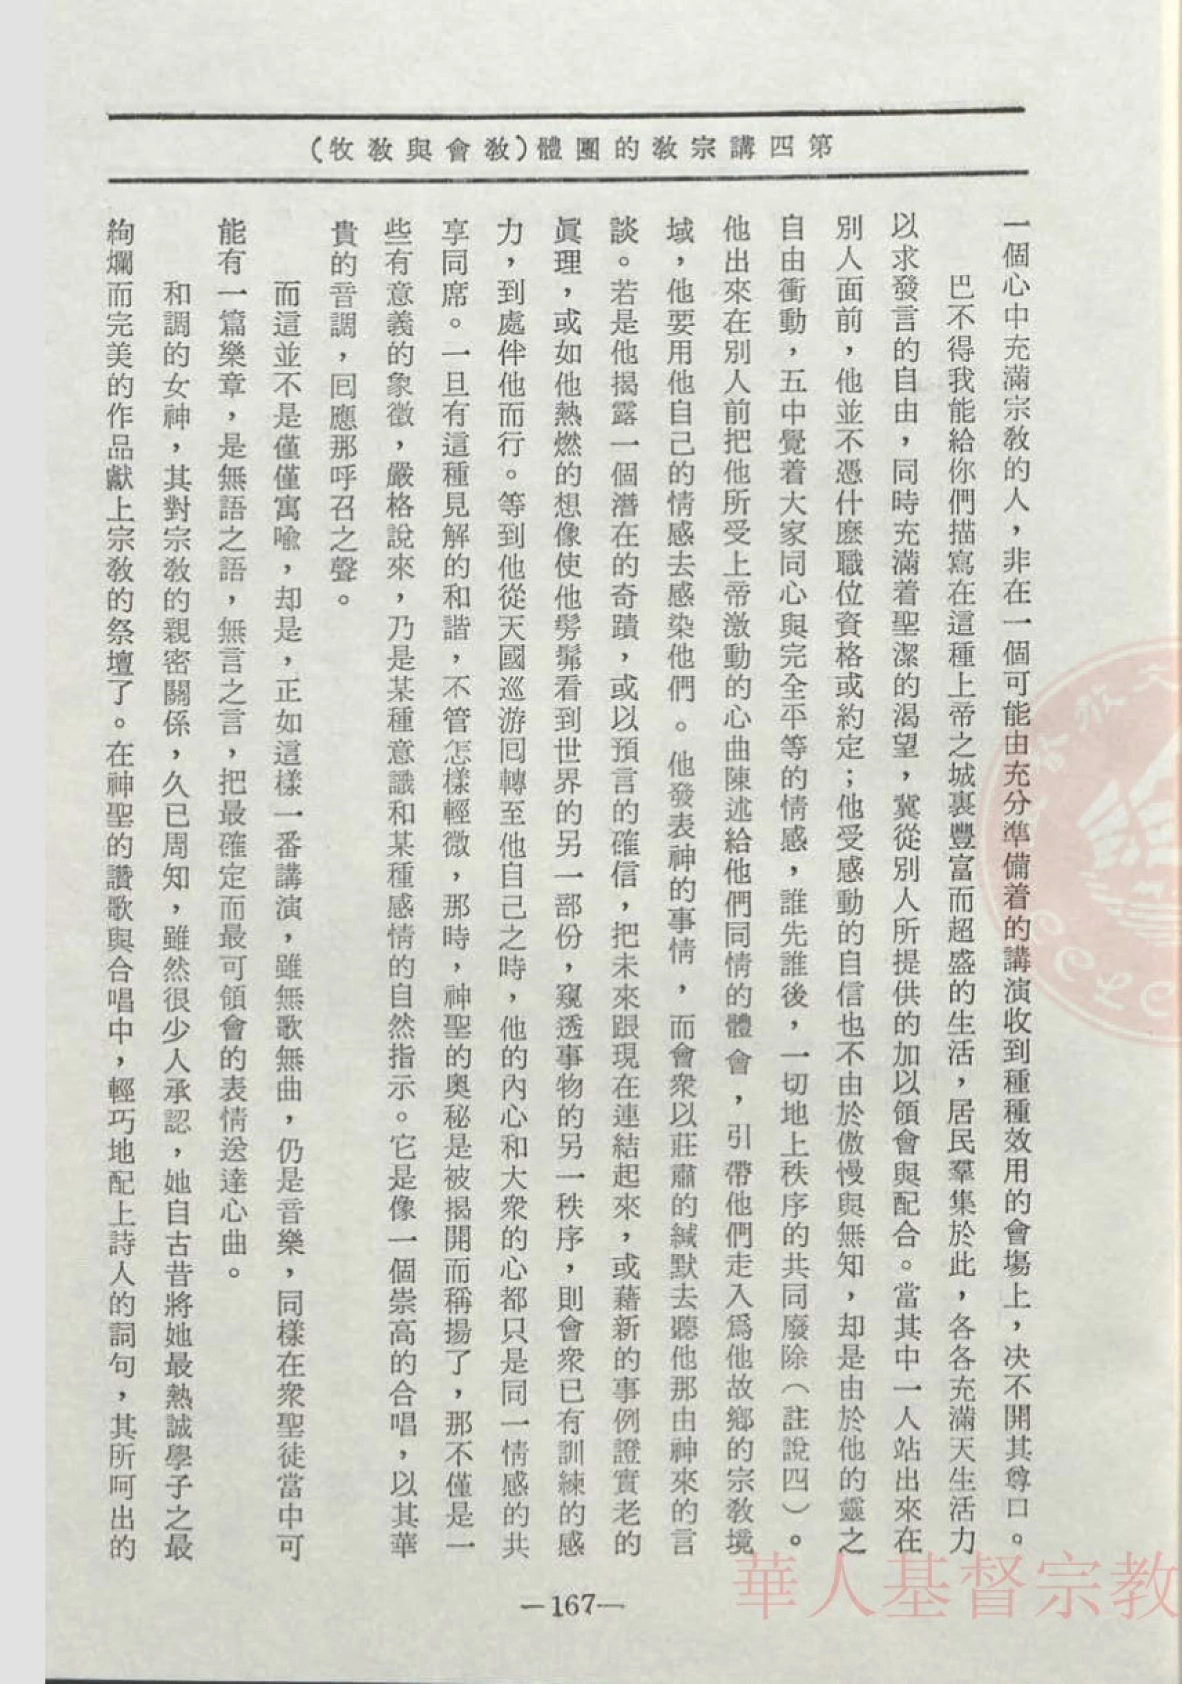 第四講宗教的團體(教會與教牧)
一個心中充滿宗教的人，非在一個可能由充分準備着的講演收到種種效用的會場上，決不開其尊口。
巴不得我能給你們描寫在這種上帝之城裏豐富而超盛的生活，居民羣集於此，各各充滿天生活力
以求發言的自由，同時充滿着聖潔的渴望，冀從別人所提供的加以領會與配合。當其中一人站出來在
別人面前，他並不憑什麽職位資格或約定；他受感動的自信也不由於傲慢與無知，却是由於他的靈之
自由衝動，五中覺着大家同心與完全平等的情感，誰先誰後，一切地上秩序的共同廢除（註說四）。
他出來在別人前把他所受上帝激動的心曲陳述給他們同情的體會，引帶他們走入爲他故鄉的宗教境
域，他要用他自己的情感去感染他們。他發表神的事情，而會衆以莊肅的緘默去聽他那由神來的言
談。若是他揭露一個潛在的奇蹟，或以預言的確信，把未來跟現在連結起來，或藉新的事例證實老的
眞理，或如他熱燃的想像使他髣髴看到世界的另一部份，窺透事物的另一秩序，則會衆已有訓練的感
力，到處伴他而行。等到他從天國巡游囘轉至他自己之時，他的內心和大衆的心都只是同一情感的共
享同席。一旦有這種見解的和諧，不管怎樣輕微，那時，神聖的奧秘是被揭開而稱揚了，那不僅是一
些有意義的象徵，嚴格說來，乃是某種意識和某種感情的自然指示。它是像一個崇高的合唱，以其華
貴的音調，囘應那呼召之聲。
而這並不是僅僅寓喻，却是，正如這樣一番講演，雖無歌無曲，仍是音樂，同樣在衆聖徒當中可
能有一篇樂章，是無語之語，無言之言，把最確定而最可領會的表情送達心曲。
和調的女神，其對宗教的親密關係，久已周知，雖然很少人承認，她自古昔將她最熱誠學子之最
絢爛而完美的作品獻上宗教的祭壇了。在神聖的讚歌與合唱中，輕巧地配上詩人的詞句，其所呵出的
—167—
華人基督宗教